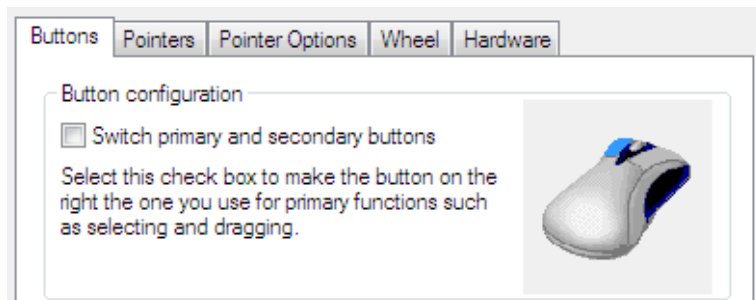 Buttons Pointers Pointer Options Wheel Hardware
Button configuration
Switch primary and secondary buttons
Select this check box to make the button on the
right the one you use for primary functions such
as selecting and dragging.